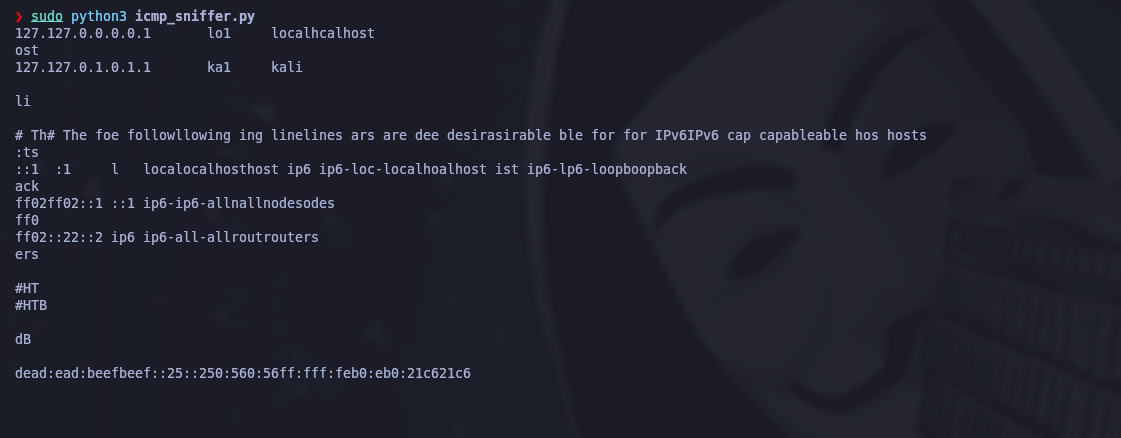 ❯ sudo python3 icmp_sniffer.py
127.127.0.0.0.0.1       lo1     localhcalhost
ost
127.127.0.1.0.1.1       ka1     kali
li
# Th# The foe followllowing ing linelines ars are dee desirasirable ble for for IPv6IPv6 cap capableable hos hosts
:ts
::1  :1     l   localocalhosthost ip6 ip6-loc-localhoalhost ist ip6-lp6-loopboopback
ack
ff02ff02::1 ::1 ip6-ip6-allnallnodesodes
ff0
ff02::22::2 ip6 ip6-all-allroutrouters
ers
#HT
#HTB
dB
dead:ead:beefbeef::25::250:560:56ff:fff:feb0:eb0:21c621c6